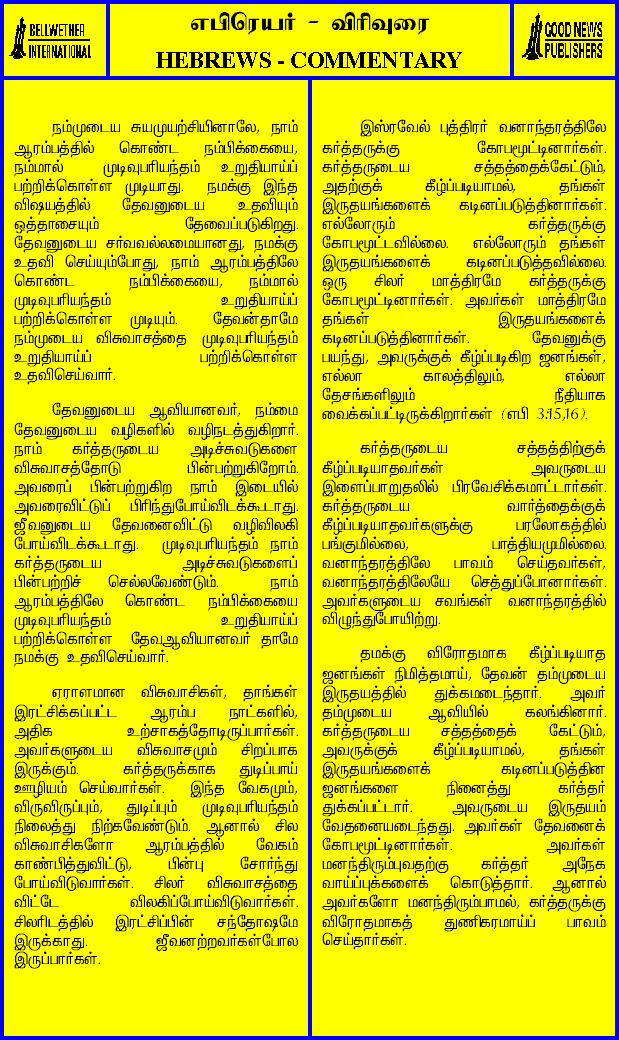 BELLWETHER
INTERNATIONAL
எபிரெயர் - விரிவுரை
HEBREWS - COMMENTARY
GOOD NEWS
PUBLISHERS
நம்முடைய சுயமுயற்சியினாலே, நாம்
ஆரம்பத்தில் கொண்ட நம்பிக்கையை,
நம்மால் முடிவுபரியந்தம் உறுதியாய்ப்
பற்றிக்கொள்ள முடியாது. நமக்கு இந்த
விஷயத்தில் தேவனுடைய உதவியும்
ஒத்தாசையும் தேவைப்படுகிறது.
தேவனுடைய சர்வவல்லமையானது, நமக்கு
உதவி செய்யும்போது, நாம் ஆரம்பத்திலே
கொண்ட நம்பிக்கையை, நம்மால்
முடிவுபரியந்தம் உறுதியாய்ப்
பற்றிக்கொள்ள முடியும். தேவன்தாமே
நம்முடைய விசுவாசத்தை முடிவுபரியந்தம்
உறுதியாய்ப் பற்றிக்கொள்ள
உதவிசெய்வார்.
தேவனுடைய ஆவியானவர், நம்மை
தேவனுடைய வழிகளில் வழிநடத்துகிறார்.
நாம் கர்த்தருடைய அடிச்சுவடுகளை
விசுவாசத்தோடு பின்பற்றுகிறோம்.
அவரைப் பின்பற்றுகிற நாம் இடையில்
அவரைவிட்டுப் பிரிந்துபோய்விடக்கூடாது.
ஜீவனுடைய தேவனைவிட்டு வழிவிலகி
போய்விடக்கூடாது. முடிவுபரியந்தம் நாம்
கர்த்தருடைய அடிச்சுவடுகளைப்
பின்பற்றிச் செல்லவேண்டும். நாம்
ஆரம்பத்திலே கொண்ட நம்பிக்கையை
முடிவுபரியந்தம் உறுதியாய்ப்
பற்றிக்கொள்ள தேவஆவியானவர் தாமே
நமக்கு உதவிசெய்வார்.
ஏராளமான விசுவாசிகள், தாங்கள்
இரட்சிக்கப்பட்ட ஆரம்ப நாட்களில்,
அதிக உற்சாகத்தோடிருப்பார்கள்.
அவர்களுடைய விசுவாசமும் சிறப்பாக
இருக்கும். கர்த்தருக்காக துடிப்பாய்
ஊழியம் செய்வார்கள். இந்த வேகமும்,
விருவிருப்பும், துடிப்பும் முடிவுபரியந்தம்
நிலைத்து நிற்கவேண்டும். ஆனால் சில
விசுவாசிகளோ ஆரம்பத்தில் வேகம்
காண்பித்துவிட்டு, பின்பு சோர்ந்து
போய்விடுவார்கள். சிலர் விசுவாசத்தை
விட்டே விலகிப்போய்விடுவார்கள்.
சிலரிடத்தில் இரட்சிப்பின் சந்தோஷமே
இருக்காது. ஜீவனற்றவர்கள்போல
இருப்பார்கள்.
இஸ்ரவேல் புத்திரர் வனாந்தரத்திலே
கர்த்தருக்கு கோபமூட்டினார்கள்.
கர்த்தருடைய சத்தத்தைக்கேட்டும்,
அதற்குக் கீழ்ப்படியாமல், தங்கள்
இருதயங்களைக் கடினப்படுத்தினார்கள்.
எல்லோரும் கர்த்தருக்கு
கோபமூட்டவில்லை. எல்லோரும் தங்கள்
இருதயங்களைக் கடினப்படுத்தவில்லை.
ஒரு சிலர் மாத்திரமே கர்த்தருக்கு
கோபமூட்டினார்கள். அவர்கள் மாத்திரமே
தங்கள் இருதயங்களைக்
கடினப்படுத்தினார்கள். தேவனுக்கு
பயந்து, அவருக்குக் கீழ்ப்படிகிற ஜனங்கள்,
எல்லா காலத்திலும், எல்லா
தேசங்களிலும் நீதியாக
வைக்கப்பட்டிருக்கிறார்கள் (எபி 3:15,16).
கர்த்தருடைய சத்தத்திற்குக்
கீழ்ப்படியாதவர்கள் அவருடைய
இளைப்பாறுதலில் பிரவேசிக்கமாட்டார்கள்.
கர்த்தருடைய வார்த்தைக்குக்
கீழ்ப்படியாதவர்களுக்கு பரலோகத்தில்
பங்குமில்லை, பாத்தியமுமில்லை.
வனாந்தரத்திலே பாவம் செய்தவர்கள்,
வனாந்தரத்திலேயே செத்துப்போனார்கள்.
அவர்களுடைய சவங்கள் வனாந்தரத்தில்
விழுந்துபோயிற்று.
தமக்கு விரோதமாக கீழ்ப்படியாத
ஜனங்கள் நிமித்தமாய், தேவன் தம்முடைய
இருதயத்தில் துக்கமடைந்தார். அவர்
தம்முடைய ஆவியில் கலங்கினார்.
கர்த்தருடைய சத்தத்தைக் கேட்டும்,
அவருக்குக் கீழ்ப்படியாமல், தங்கள்
இருதயங்களைக் கடினப்படுத்தின
ஜனங்களை நினைத்து கர்த்தர்
துக்கப்பட்டார். அவருடைய இருதயம்
வேதனையடைந்தது. அவர்கள் தேவனைக்
கோபமூட்டினார்கள். அவர்கள்
மனந்திரும்புவதற்கு கர்த்தர் அநேக
வாய்ப்புக்களைக் கொடுத்தார். ஆனால்
அவர்களோ மனந்திரும்பாமல், கர்த்தருக்கு
விரோதமாகத் துணிகரமாய்ப் பாவம்
செய்தார்கள்.